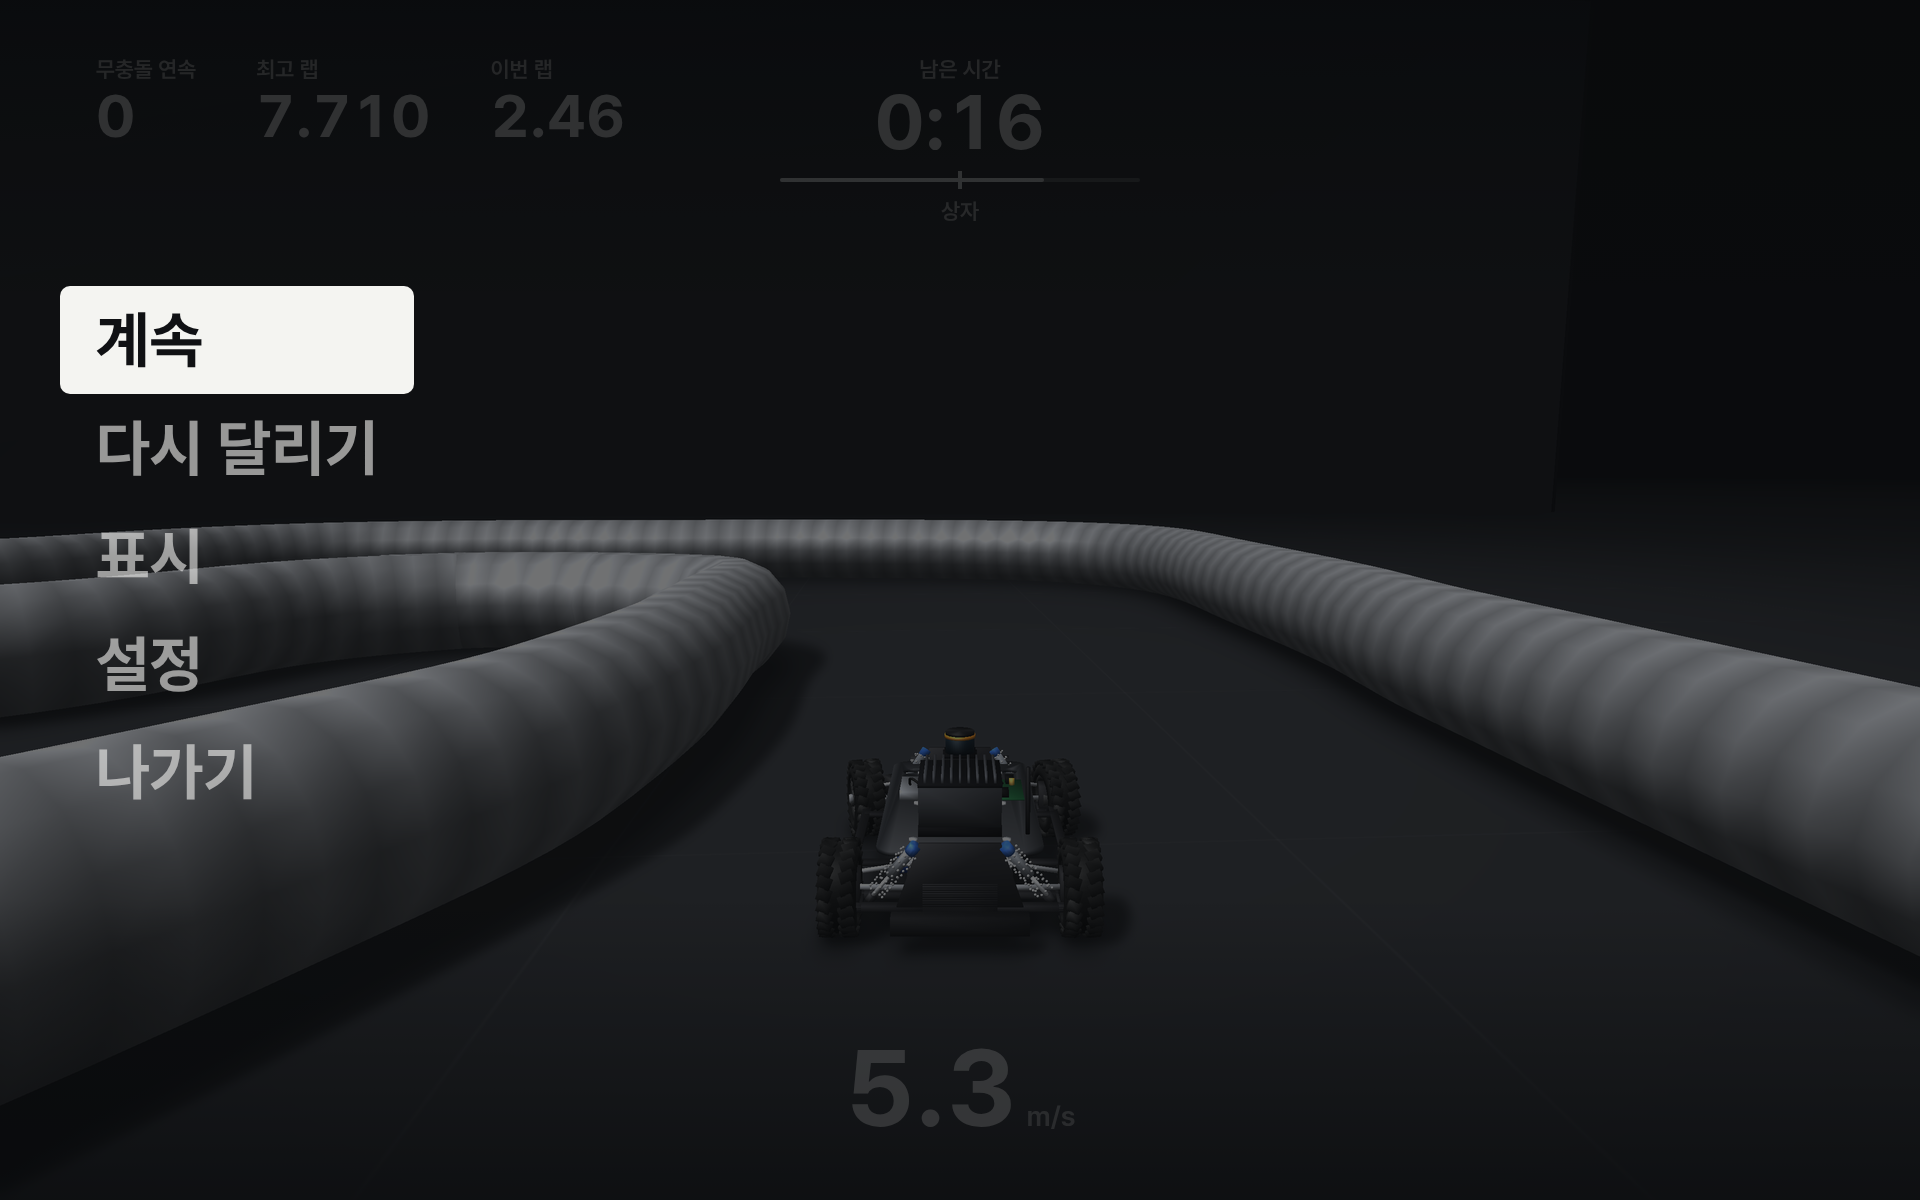 무충돌 연속 최고 랩 이번 랩 남은 시간
0 7.710 2.46 0:16
상자
계속
다시 달리기
표시
설정
나가기
5.3 m/s